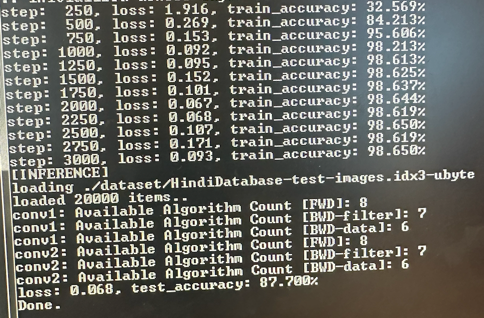 step: 250, loss: 1.916, train_accuracy: 32.569%
step: 500, loss: 0.269, train_accuracy: 84.213%
step: 750, loss: 0.153, train_accuracy: 95.606%
step: 1000, loss: 0.092, train_accuracy: 98.213%
step: 1250, loss: 0.095, train_accuracy: 98.613%
step: 1500, loss: 0.152, train_accuracy: 98.625%
step: 1750, loss: 0.101, train_accuracy: 98.637%
step: 2000, loss: 0.067, train_accuracy: 98.644%
step: 2250, loss: 0.068, train_accuracy: 98.619%
step: 2500, loss: 0.107, train_accuracy: 98.650%
step: 2750, loss: 0.171, train_accuracy: 98.619%
step: 3000, loss: 0.093, train_accuracy: 98.650%
[INFERENCE]
loading ./dataset/HindiDatabase-test-images.idx3-ubyte
loaded 20000 items..
conv1: Available Algorithm Count [FWD]: 8
conv1: Available Algorithm Count [BWD-filter]: 7
conv1: Available Algorithm Count [BWD-data]: 6
conv2: Available Algorithm Count [FWD]: 8
conv2: Available Algorithm Count [BWD-filter]: 7
conv2: Available Algorithm Count [BWD-data]: 6
loss: 0.068, test_accuracy: 87.700%
Done.